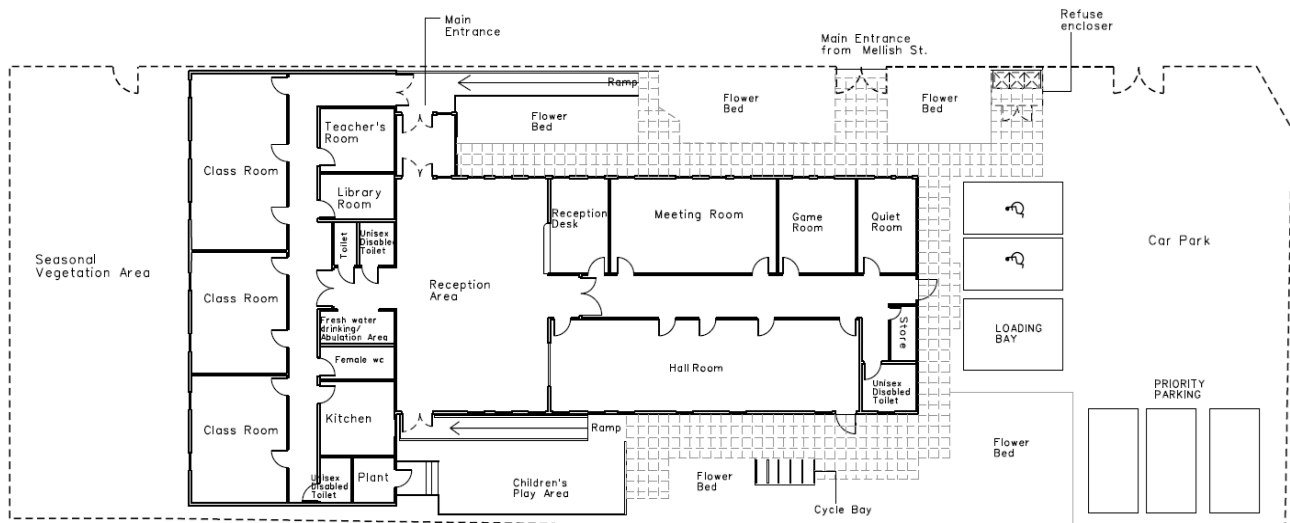 Main
Entrance
Main Entrance
from Mellish St.
Refuse
encloser
Ramp
Flower
Bed
Flower
Bed
Flower
Bed
Teacher's
Room
Class Room
Library
Room
Toilet
Unisex
Disabled
Toilet
Reception
Desk
Meeting Room
Game
Room
Quiet
Room
Car Park
Seasonal
Vegetation Area
Class Room
Reception
Area
Fresh water
drinking/
Abulation Area
Store
LOADING
BAY
Female wc
Hall Room
Unisex
Disabled
Toilet
PRIORITY
PARKING
Kitchen
Class Room
Ramp
Flower
Bed
Unisex
Disabled
Toilet
Plant
Children's
Play Area
Flower
Bed
Cycle Bay